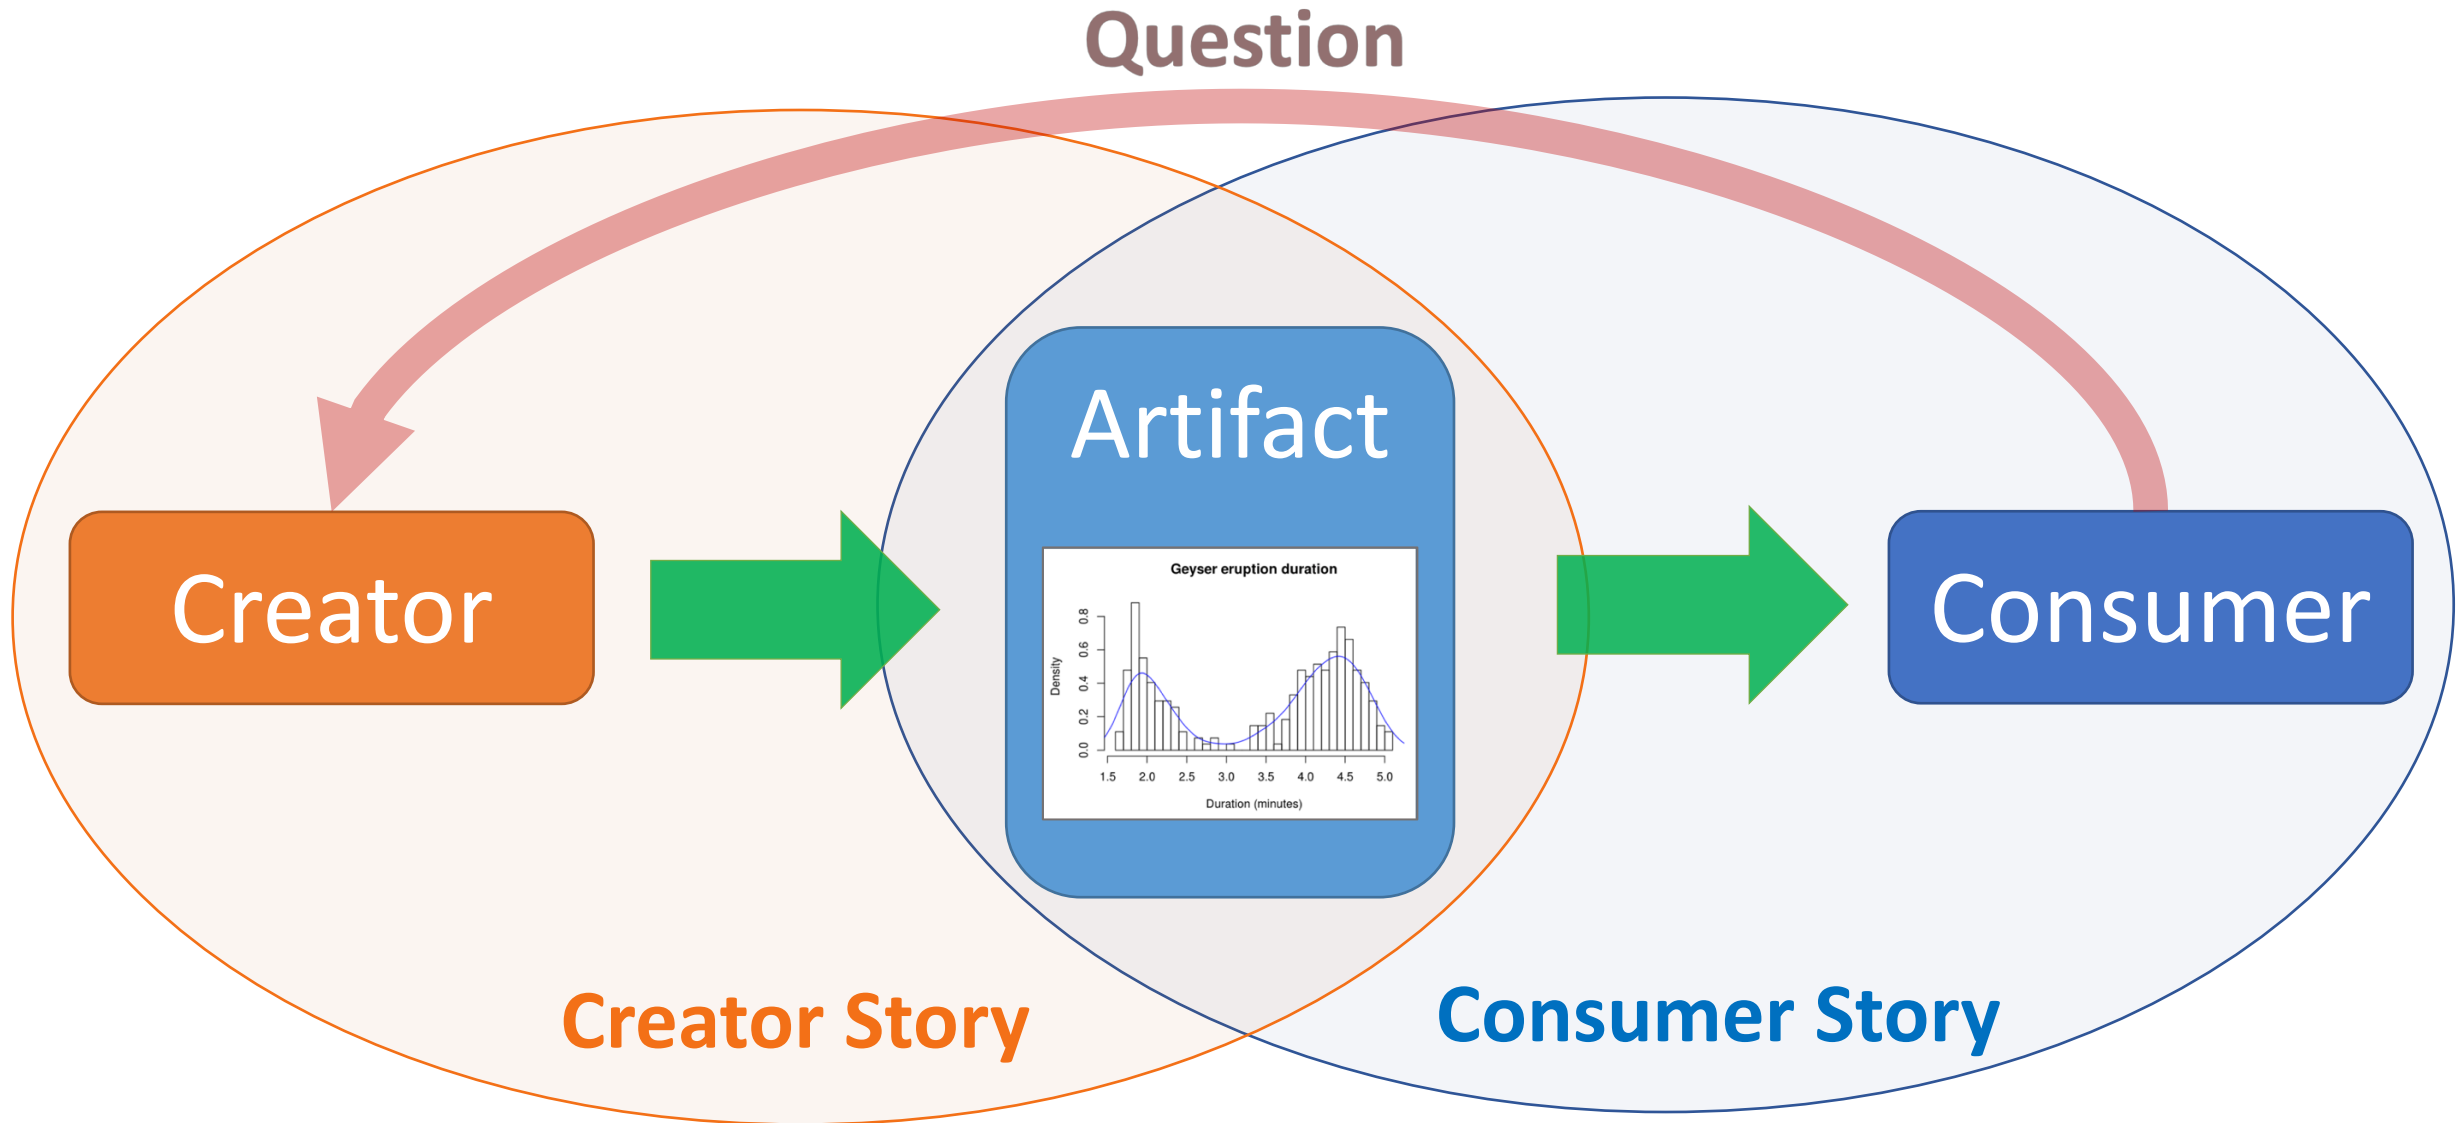 Question
Artifact
Creator
Geyser eruption duration
Density
0.0 0.2 0.4 0.6 0.8
1.5 2.0 2.5 3.0 3.5 4.0 4.5 5.0
Duration (minutes)
Consumer
Creator Story
Consumer Story